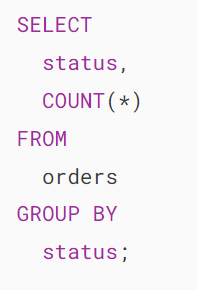 SELECT
  status,
  COUNT(*)
FROM
  orders
GROUP BY
  status;